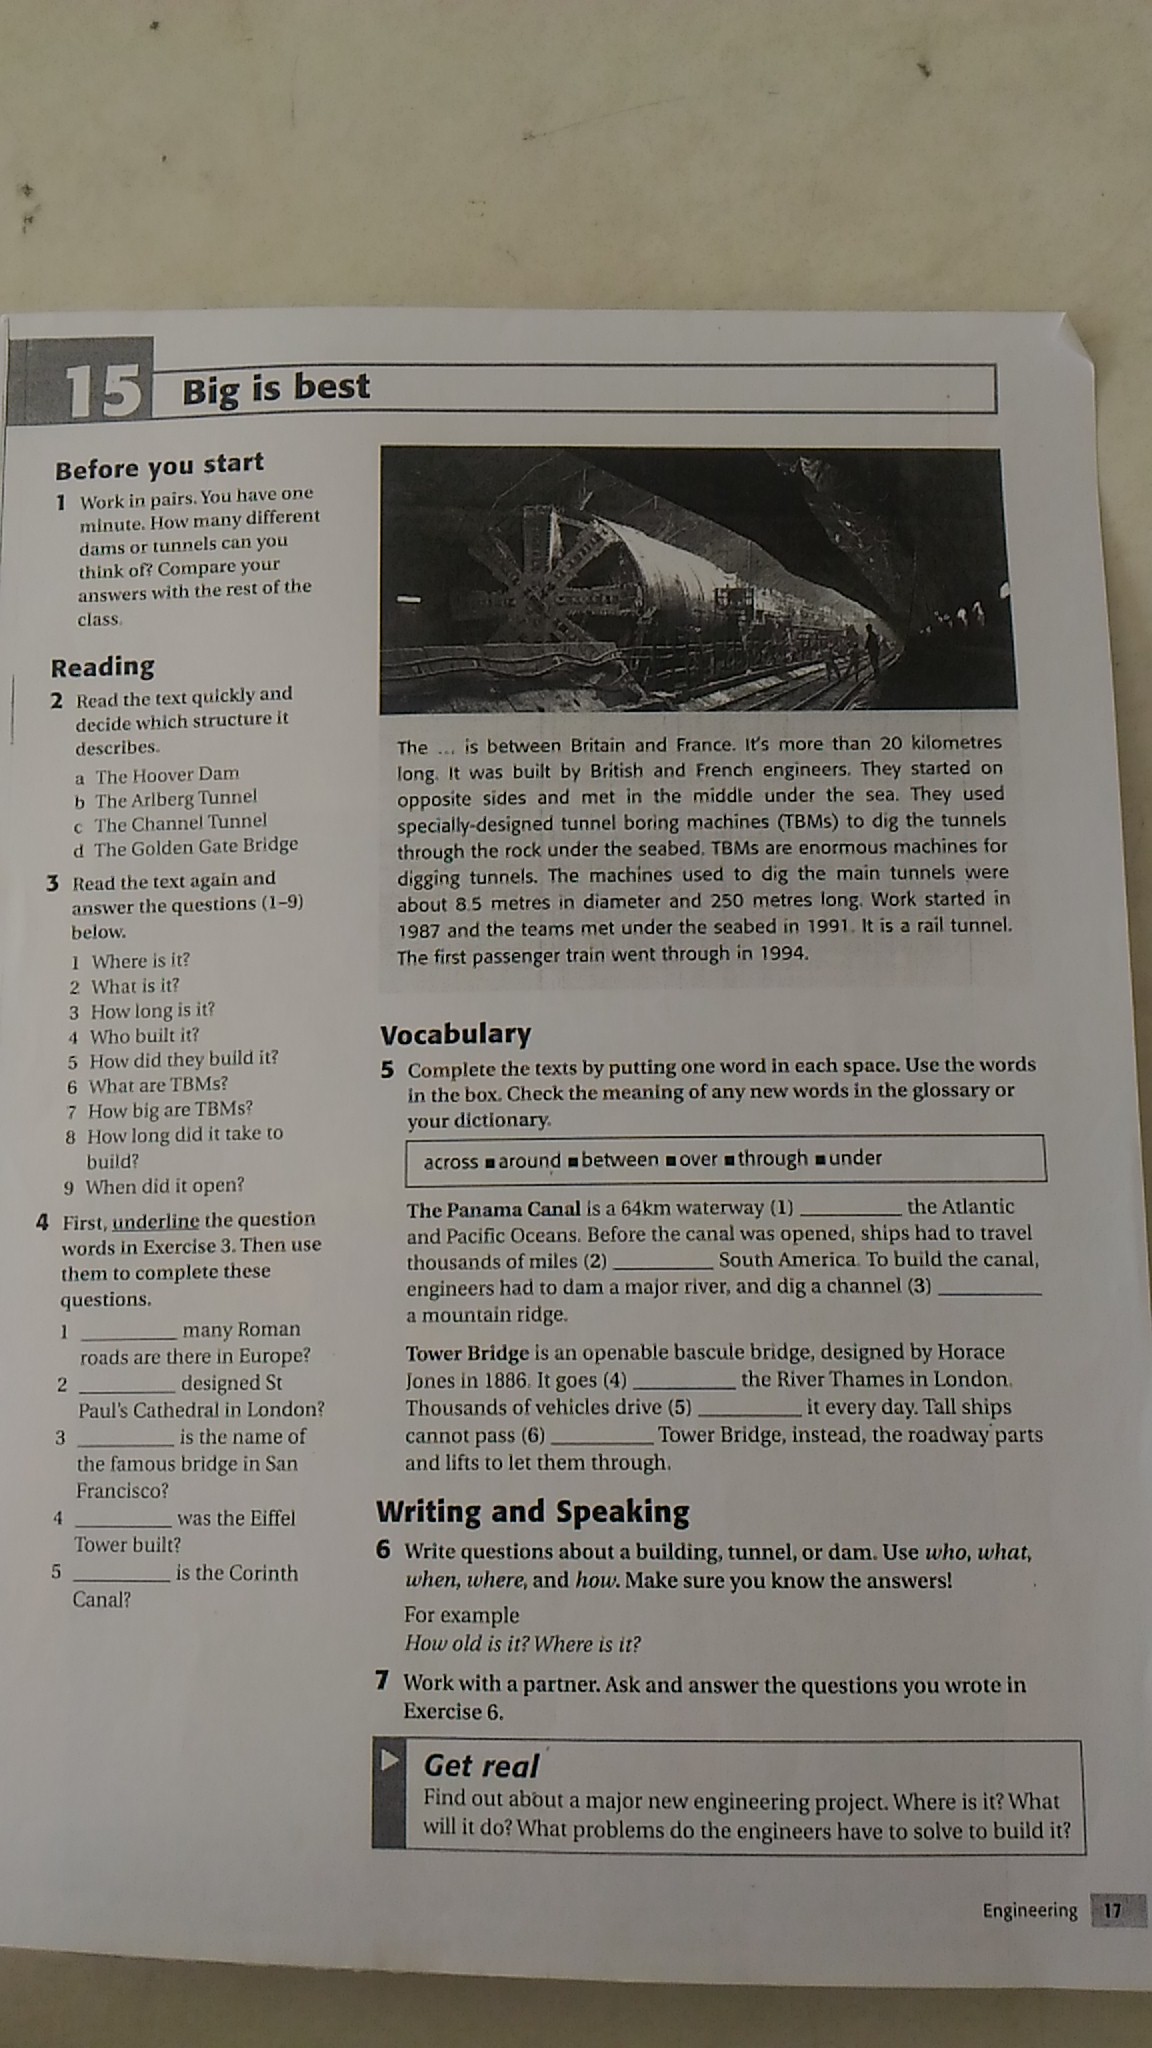 15 Big is best
Before you start
1 Work in pairs. You have one
minute. How many different
dams or tunnels can you
think of? Compare your
answers with the rest of the
class.
Reading
2 Read the text quickly and
decide which structure it
describes.
a The Hoover Dam
b The Arlberg Tunnel
c The Channel Tunnel
d The Golden Gate Bridge
3 Read the text again and
answer the questions (1–9)
below.
1 Where is it?
2 What is it?
3 How long is it?
4 Who built it?
5 How did they build it?
6 What are TBMs?
7 How big are TBMs?
8 How long did it take to
build?
9 When did it open?
4 First, underline the question
words in Exercise 3. Then use
them to complete these
questions.
1 __________ many Roman
roads are there in Europe?
2 __________ designed St
Paul's Cathedral in London?
3 __________ is the name of
the famous bridge in San
Francisco?
4 __________ was the Eiffel
Tower built?
5 __________ is the Corinth
Canal?
The ... is between Britain and France. It's more than 20 kilometres
long. It was built by British and French engineers. They started on
opposite sides and met in the middle under the sea. They used
specially-designed tunnel boring machines (TBMs) to dig the tunnels
through the rock under the seabed. TBMs are enormous machines for
digging tunnels. The machines used to dig the main tunnels were
about 8.5 metres in diameter and 250 metres long. Work started in
1987 and the teams met under the seabed in 1991. It is a rail tunnel.
The first passenger train went through in 1994.
Vocabulary
5 Complete the texts by putting one word in each space. Use the words
in the box. Check the meaning of any new words in the glossary or
your dictionary.
across ■ around ■ between ■ over ■ through ■ under
The Panama Canal is a 64km waterway (1) __________ the Atlantic
and Pacific Oceans. Before the canal was opened, ships had to travel
thousands of miles (2) __________ South America. To build the canal,
engineers had to dam a major river, and dig a channel (3) __________
a mountain ridge.
Tower Bridge is an openable bascule bridge, designed by Horace
Jones in 1886. It goes (4) __________ the River Thames in London.
Thousands of vehicles drive (5) __________ it every day. Tall ships
cannot pass (6) __________ Tower Bridge, instead, the roadway parts
and lifts to let them through.
Writing and Speaking
6 Write questions about a building, tunnel, or dam. Use who, what,
when, where, and how. Make sure you know the answers!
For example
How old is it? Where is it?
7 Work with a partner. Ask and answer the questions you wrote in
Exercise 6.
Get real
Find out about a major new engineering project. Where is it? What
will it do? What problems do the engineers have to solve to build it?
Engineering 17